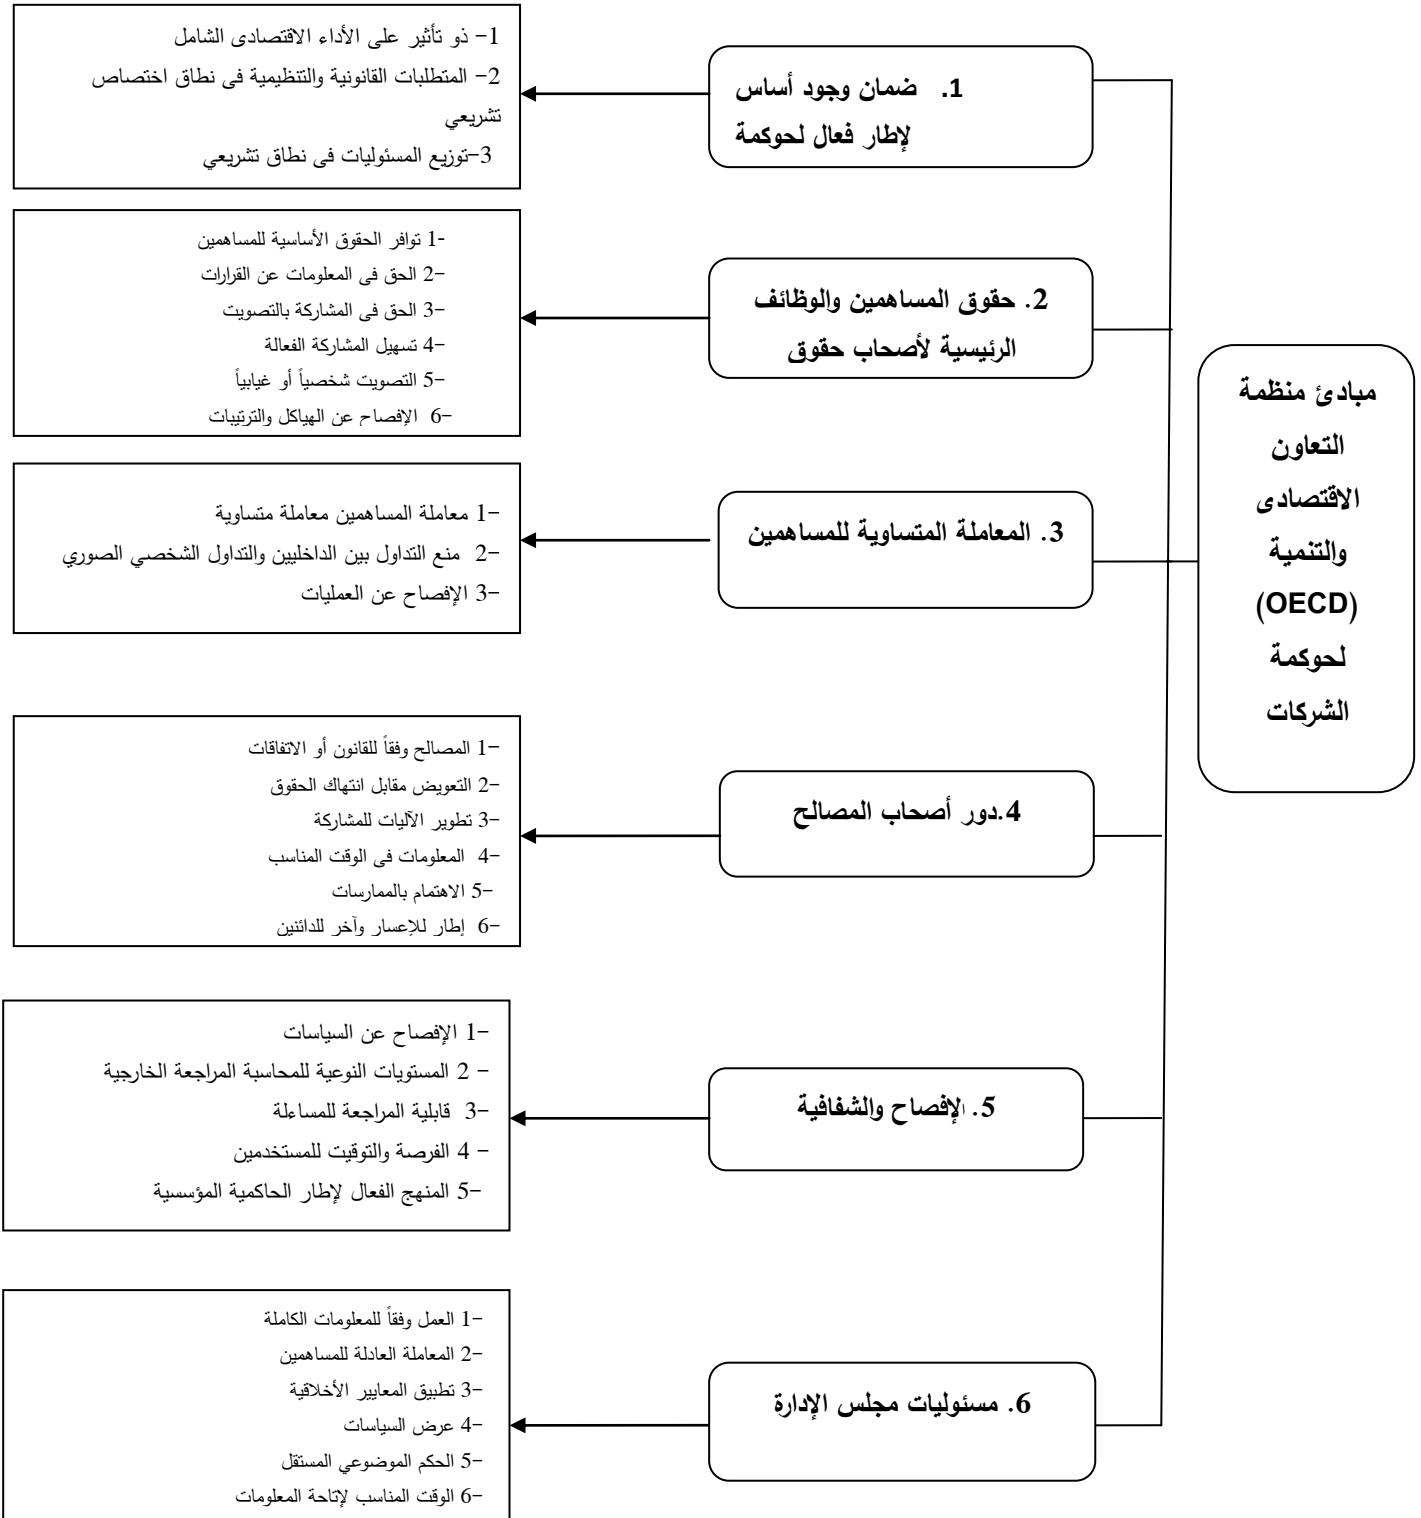 مبادئ منظمة
التعاون
الاقتصادى
والتنمية
(OECD)
لحوكمة
الشركات
1. ضمان وجود أساس
لإطار فعال لحوكمة
1- ذو تأثير على الأداء الاقتصادى الشامل
2- المتطلبات القانونية والتنظيمية فى نطاق اختصاص
تشريعي
3-توزيع المسئوليات فى نطاق تشريعي
2. حقوق المساهمين والوظائف
الرئيسية لأصحاب حقوق
1- توافر الحقوق الأساسية للمساهمين
2- الحق فى المعلومات عن القرارات
3- الحق فى المشاركة بالتصويت
4- تسهيل المشاركة الفعالة
5- التصويت شخصياً أو غيابياً
6- الإفصاح عن الهياكل والترتيبات
3. المعاملة المتساوية للمساهمين
1- معاملة المساهمين معاملة متساوية
2- منع التداول بين الداخليين والتداول الشخصي الصوري
3- الإفصاح عن العمليات
4.دور أصحاب المصالح
1- المصالح وفقاً للقانون أو الاتفاقات
2- التعويض مقابل انتهاك الحقوق
3- تطوير الآليات للمشاركة
4- المعلومات فى الوقت المناسب
5- الاهتمام بالممارسات
6- إطار للإعسار وآخر للدائنين
5. الإفصاح والشفافية
1- الإفصاح عن السياسات
2 - المستويات النوعية للمحاسبة المراجعة الخارجية
3- قابلية المراجعة للمساءلة
4 - الفرصة والتوقيت للمستخدمين
5- المنهج الفعال لإطار الحاكمية المؤسسية
6. مسئوليات مجلس الإدارة
1- العمل وفقاً للمعلومات الكاملة
2- المعاملة العادلة للمساهمين
3- تطبيق المعايير الأخلاقية
4- عرض السياسات
5- الحكم الموضوعي المستقل
6- الوقت المناسب لإتاحة المعلومات